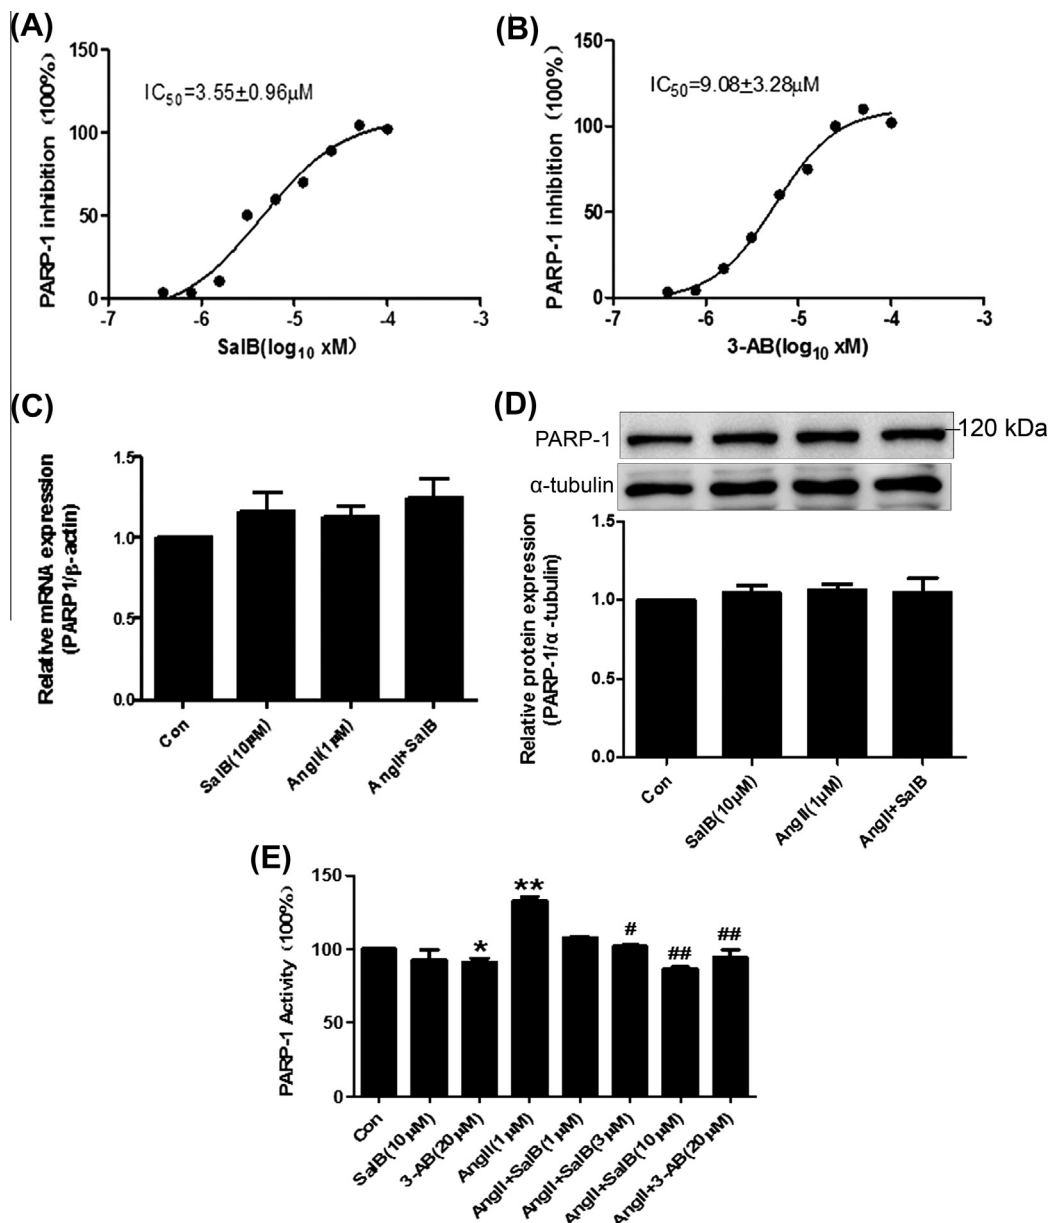 (A)
PARP-1 inhibition (100%)
150
100
50
0
IC50=3.55±0.96μM
-7 -6 -5 -4 -3
SalB(log10 xM)
(B)
PARP-1 inhibition (100%)
150
100
50
0
IC50=9.08±3.28μM
-7 -6 -5 -4 -3
3-AB(log10 xM)
(C)
Relative mRNA expression
(PARP1/β-actin)
1.5
1.0
0.5
0.0
Con
SalB(10μM)
AngII(1μM)
AngII+SalB
(D)
PARP-1
120 kDa
α-tubulin
Relative protein expression
(PARP-1/α-tubulin)
1.5
1.0
0.5
0.0
Con
SalB(10μM)
AngII(1μM)
AngII+SalB
(E)
PARP-1 Activity (100%)
150
100
50
0
*
**
#
##
##
Con
SalB(10μM)
3-AB(20μM)
AngII(1μM)
AngII+SalB(1μM)
AngII+SalB(3μM)
AngII+SalB(10μM)
AngII+3-AB(20μM)